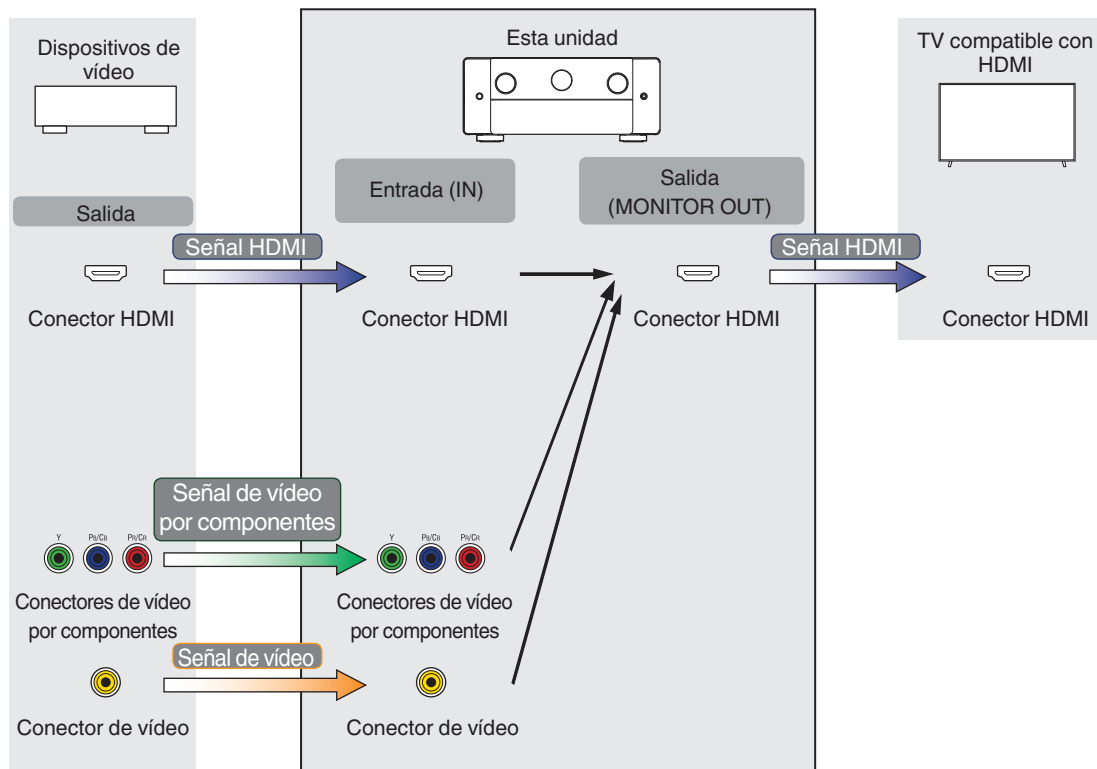 Dispositivos de
vídeo
Esta unidad
TV compatible con
HDMI
Salida
Entrada (IN)
Salida
(MONITOR OUT)
Señal HDMI
Señal HDMI
Conector HDMI
Conector HDMI
Conector HDMI
Conector HDMI
Señal de vídeo
por componentes
Y PB/CB PR/CR
Y PB/CB PR/CR
Conectores de vídeo
por componentes
Conectores de vídeo
por componentes
Señal de vídeo
Conector de vídeo
Conector de vídeo